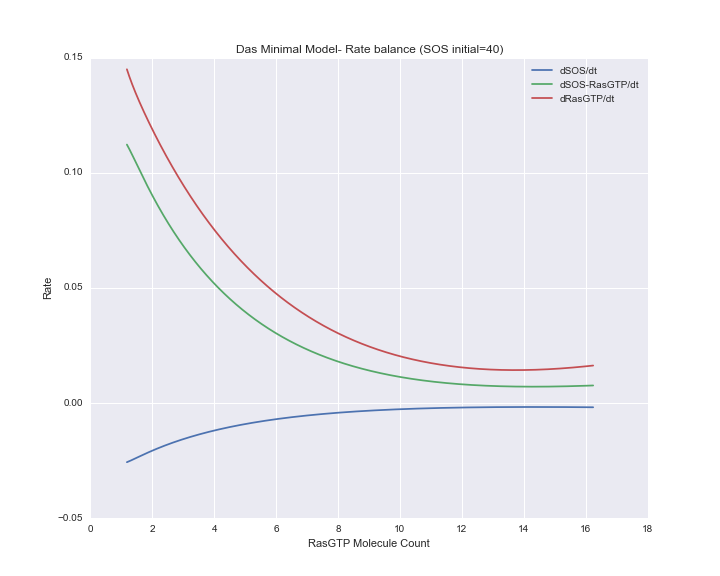 Das Minimal Model- Rate balance (SOS initial=40)
dSOS/dt
dSOS-RasGTP/dt
dRasGTP/dt
Rate
0.15
0.10
0.05
0.00
−0.05
0 2 4 6 8 10 12 14 16 18
RasGTP Molecule Count